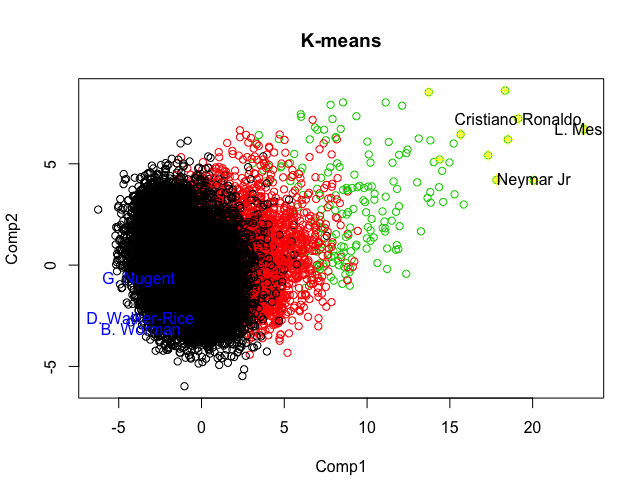 K-means
Comp2
5
0
-5
Cristiano Ronaldo
L. Mes
Neymar Jr
G. Nugent
D. Walker-Rice
B. Worman
-5 0 5 10 15 20
Comp1